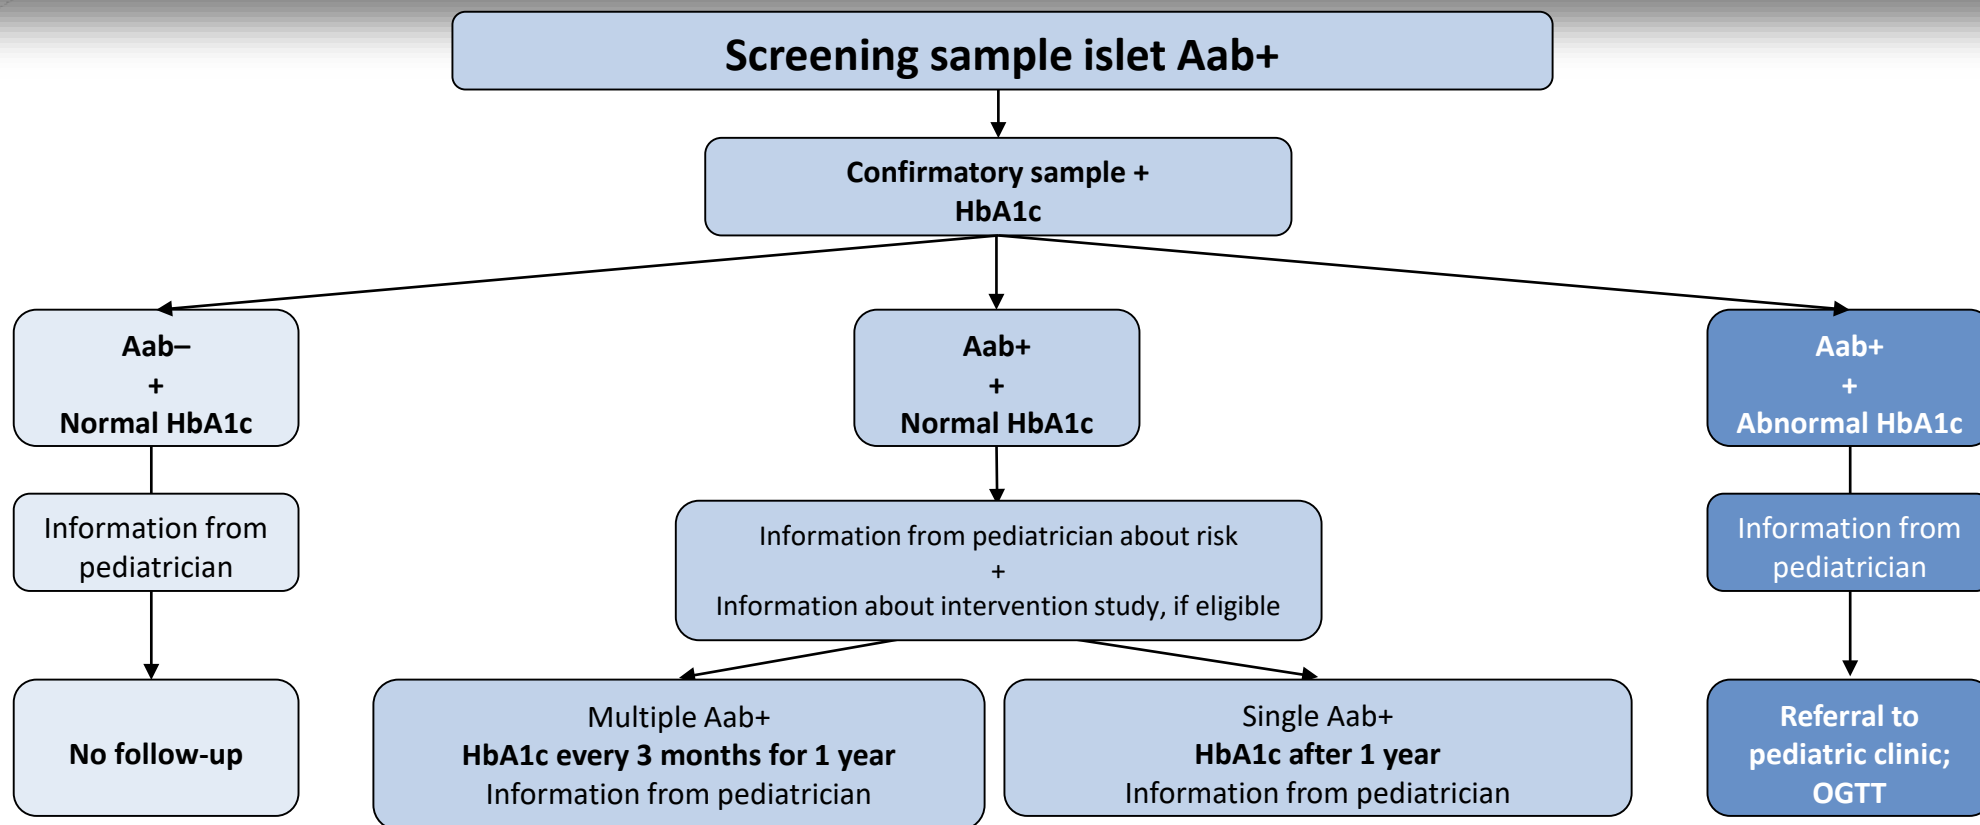 Screening sample islet Aab+
Confirmatory sample +
HbA1c
Aab–
+
Normal HbA1c
Aab+
+
Normal HbA1c
Aab+
+
Abnormal HbA1c
Information from
pediatrician
Information from pediatrician about risk
+
Information about intervention study, if eligible
Information from
pediatrician
No follow-up
Multiple Aab+
HbA1c every 3 months for 1 year
Information from pediatrician
Single Aab+
HbA1c after 1 year
Information from pediatrician
Referral to
pediatric clinic;
OGTT